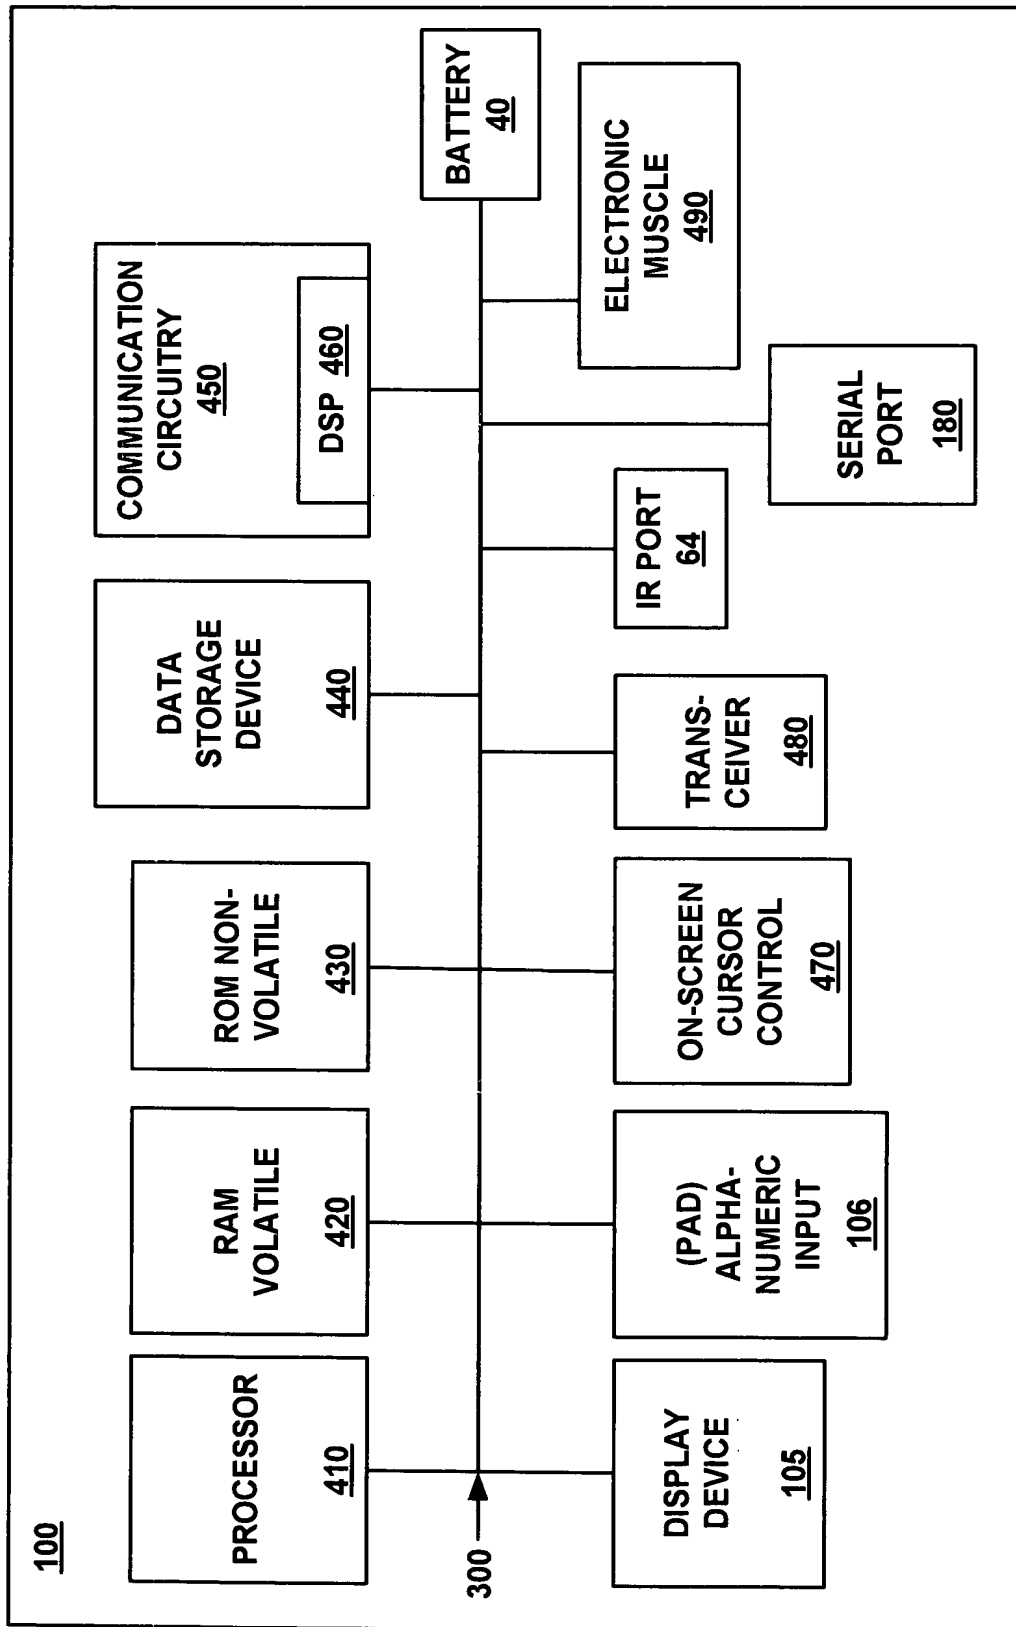 100
PROCESSOR
410
RAM
VOLATILE
420
ROM NON-
VOLATILE
430
DATA
STORAGE
DEVICE
440
COMMUNICATION
CIRCUITRY
450
DSP 460
BATTERY
40
300
DISPLAY
DEVICE
105
(PAD)
ALPHA-
NUMERIC
INPUT
106
ON-SCREEN
CURSOR
CONTROL
470
TRANS-
CEIVER
480
IR PORT
64
SERIAL
PORT
180
ELECTRONIC
MUSCLE
490